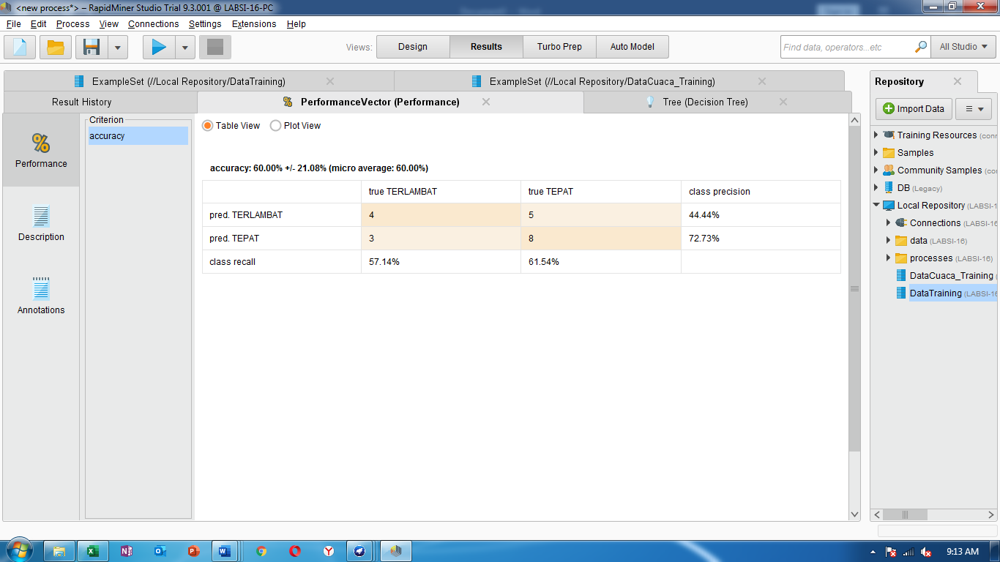 <new process*> – RapidMiner Studio Trial 9.3.001 @ LABSI-16-PC
File Edit Process View Connections Settings Extensions Help
Views: Design Results Turbo Prep Auto Model
Find data, operators...etc
All Studio
ExampleSet (//Local Repository/DataTraining)
ExampleSet (//Local Repository/DataCuaca_Training)
Result History
PerformanceVector (Performance)
Tree (Decision Tree)
Performance
Description
Annotations
Criterion
accuracy
Table View Plot View
accuracy: 60.00% +/- 21.08% (micro average: 60.00%)
true TERLAMBAT true TEPAT class precision
pred. TERLAMBAT 4 5 44.44%
pred. TEPAT 3 8 72.73%
class recall 57.14% 61.54%
Repository
Import Data
Training Resources (conn
Samples
Community Samples (co
DB (Legacy)
Local Repository (LABSI-1
Connections (LABSI-16
data (LABSI-16)
processes (LABSI-16)
DataCuaca_Training (
DataTraining (LABSI-16
9:13 AM